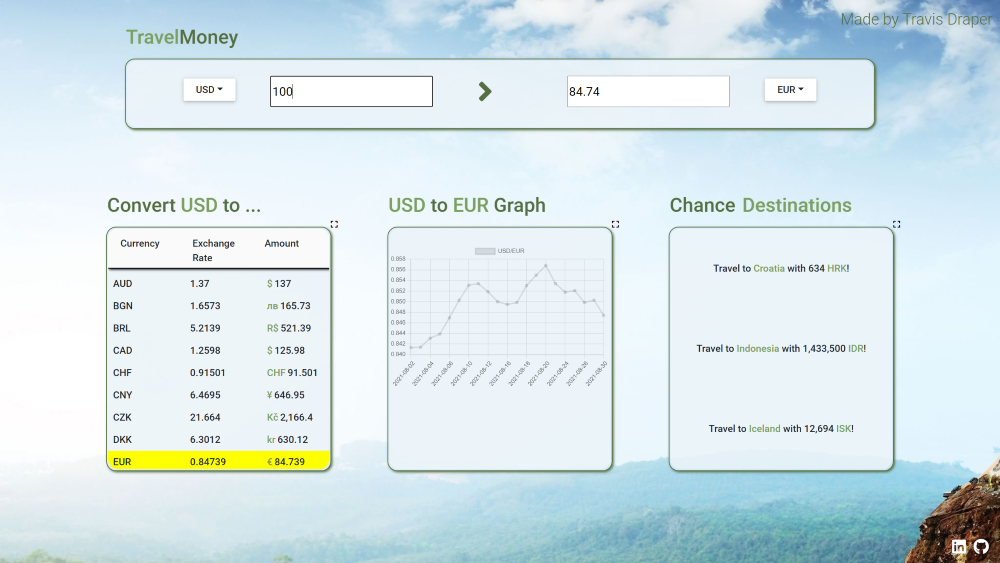 Made by Travis Draper
TravelMoney
USD
100
84.74
EUR
Convert USD to ...
Currency Exchange Rate Amount
AUD 1.37 $ 137
BGN 1.6573 лв 165.73
BRL 5.2139 R$ 521.39
CAD 1.2598 $ 125.98
CHF 0.91501 CHF 91.501
CNY 6.4695 ¥ 646.95
CZK 21.664 Kč 2,166.4
DKK 6.3012 kr 630.12
EUR 0.84739 € 84.739
USD to EUR Graph
USD/EUR
0.858
0.856
0.854
0.852
0.850
0.848
0.846
0.844
0.842
0.840
2021-08-02
2021-08-04
2021-08-06
2021-08-10
2021-08-12
2021-08-16
2021-08-18
2021-08-20
2021-08-24
2021-08-26
2021-08-30
Chance Destinations
Travel to Croatia with 634 HRK!
Travel to Indonesia with 1,433,500 IDR!
Travel to Iceland with 12,694 ISK!